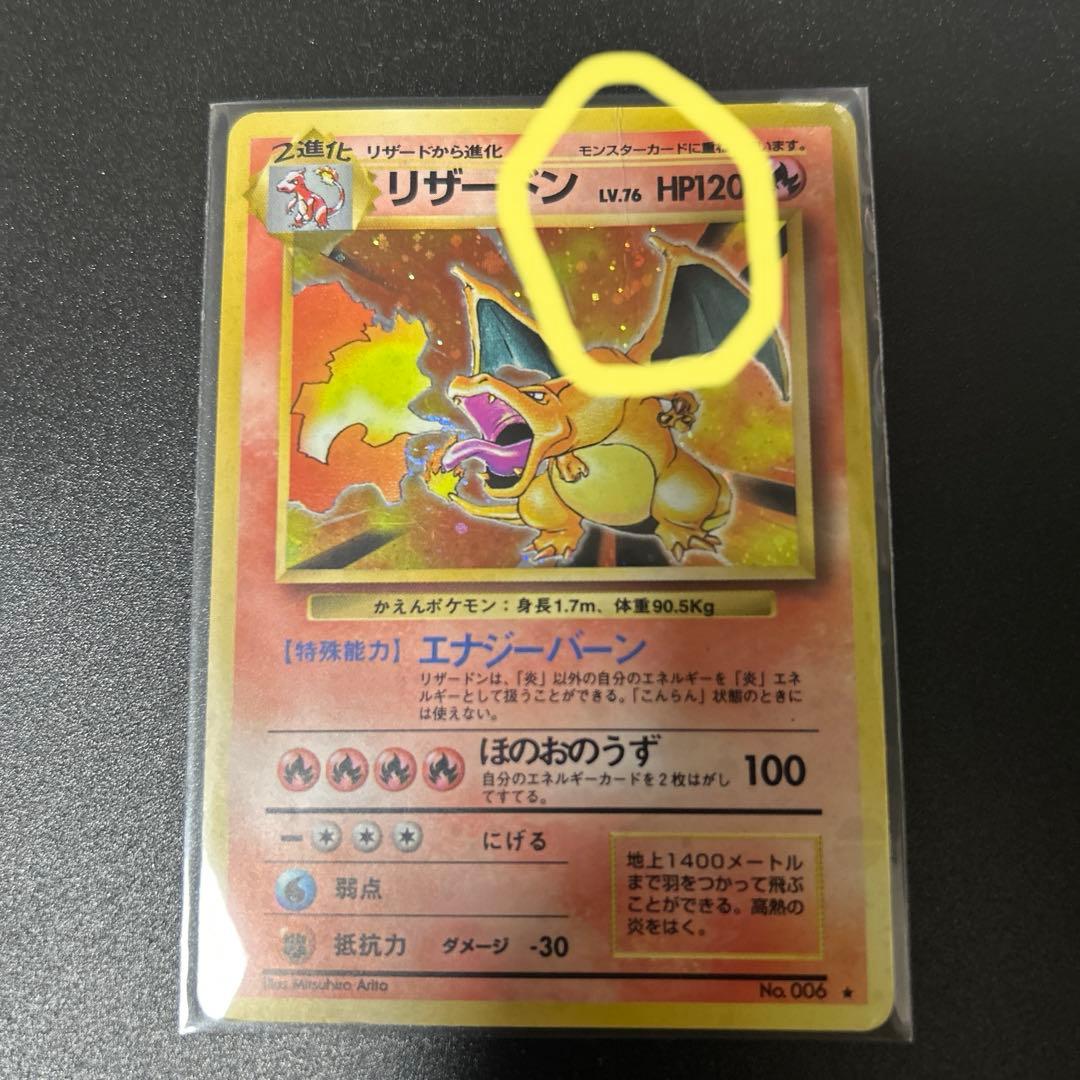 2進化 リザードから進化 モンスターカードに重ねます。
リザードン LV.76 HP120
かえんポケモン：身長1.7m、体重90.5Kg
【特殊能力】エナジーバーン
リザードンは、「炎」以外の自分のエネルギーを「炎」エネ
ルギーとして扱うことができる。「こんらん」状態のときに
は使えない。
ほのおのうず 100
自分のエネルギーカードを2枚はがし
てすてる。
にげる
弱点
抵抗力 ダメージ -30
地上1400メートル
まで羽をつかって飛ぶ
ことができる。高熱の
炎をはく。
Illus. Mitsuhiro Arita
No. 006 ★